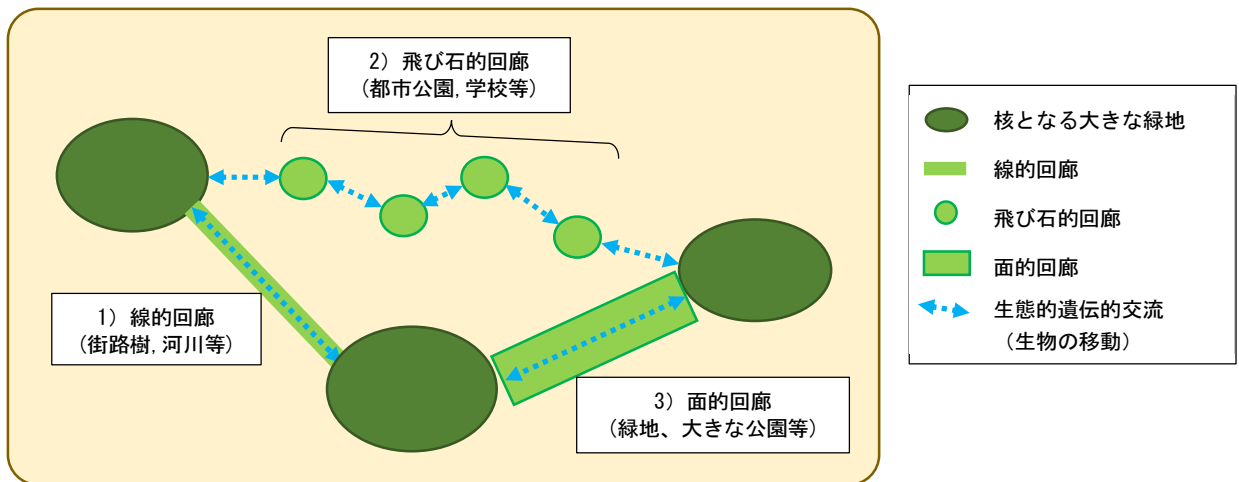 2) 飛び石的回廊
(都市公園,学校等)
1) 線的回廊
(街路樹,河川等)
3) 面的回廊
(緑地、大きな公園等)
核となる大きな緑地
線的回廊
飛び石的回廊
面的回廊
生態的遺伝的交流
(生物の移動)